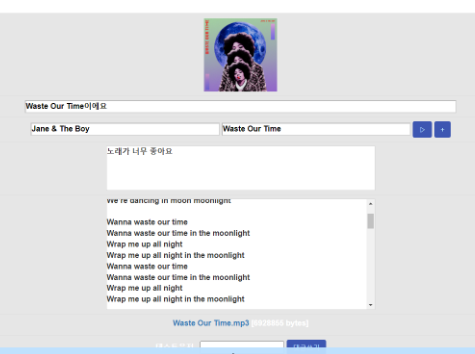 Waste Our Time이에요
Jane & The Boy Waste Our Time
노래가 너무 좋아요
We're dancing in moon moonlight
Wanna waste our time
Wanna waste our time in the moonlight
Wrap me up all night
Wrap me up all night in the moonlight
Wanna waste our time
Wanna waste our time in the moonlight
Wrap me up all night
Wrap me up all night in the moonlight
Waste Our Time.mp3 bytes]